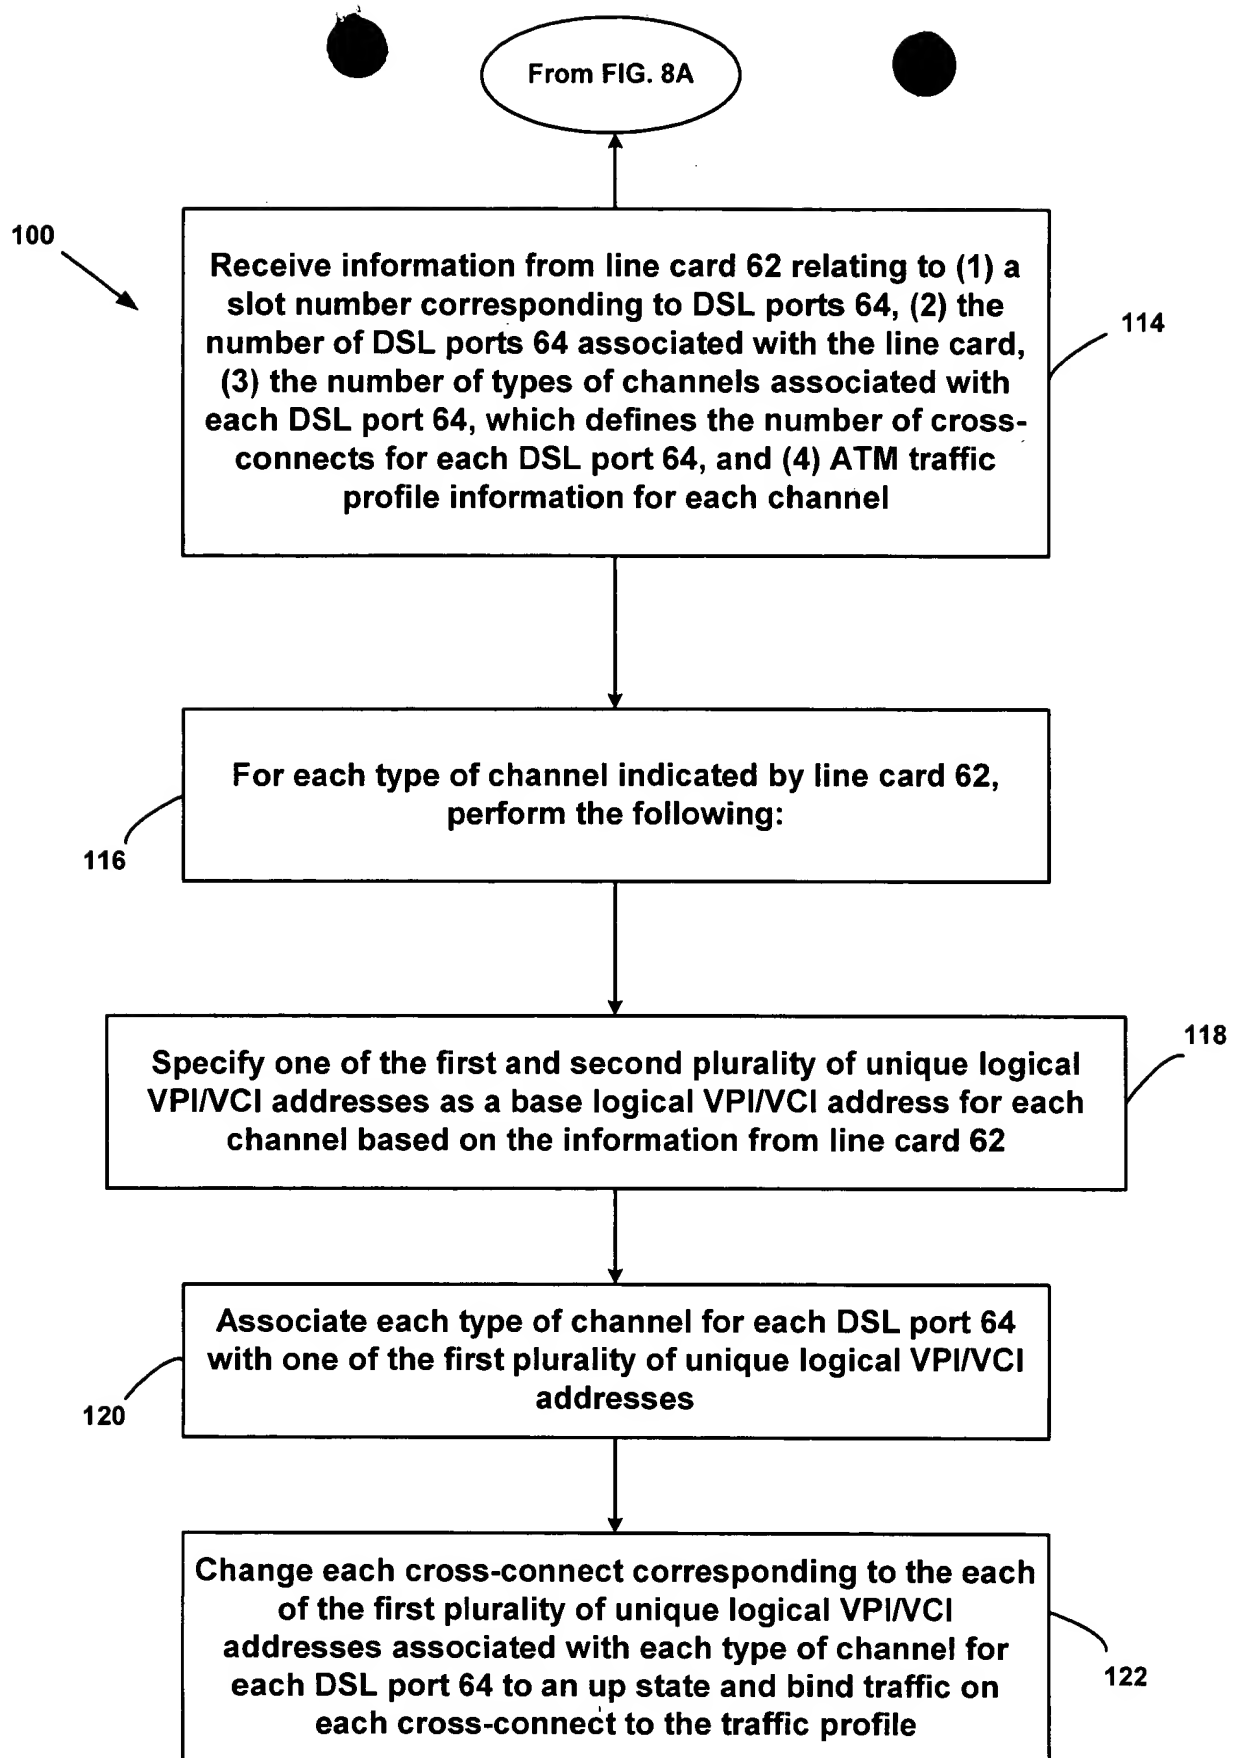 From FIG. 8A
100
Receive information from line card 62 relating to (1) a
slot number corresponding to DSL ports 64, (2) the
number of DSL ports 64 associated with the line card,
(3) the number of types of channels associated with
each DSL port 64, which defines the number of cross-
connects for each DSL port 64, and (4) ATM traffic
profile information for each channel
114
For each type of channel indicated by line card 62,
perform the following:
116
Specify one of the first and second plurality of unique logical
VPI/VCI addresses as a base logical VPI/VCI address for each
channel based on the information from line card 62
118
Associate each type of channel for each DSL port 64
with one of the first plurality of unique logical VPI/VCI
addresses
120
Change each cross-connect corresponding to the each
of the first plurality of unique logical VPI/VCI
addresses associated with each type of channel for
each DSL port 64 to an up state and bind traffic on
each cross-connect to the traffic profile
122